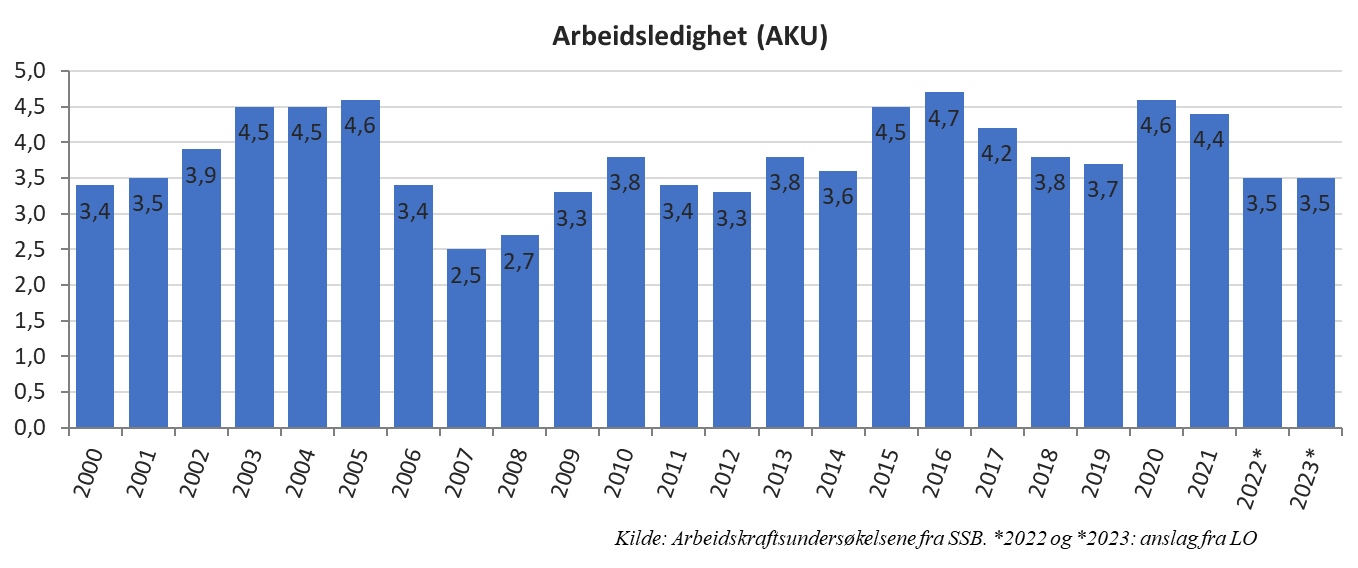 Arbeidsledighet (AKU)
5,0
4,5
4,0
3,5
3,0
2,5
2,0
1,5
1,0
0,5
0,0
3,4 3,5 3,9 4,5 4,5 4,6 3,4 2,5 2,7 3,3 3,8 3,4 3,3 3,8 3,6 4,5 4,7 4,2 3,8 3,7 4,6 4,4 3,5 3,5
2000 2001 2002 2003 2004 2005 2006 2007 2008 2009 2010 2011 2012 2013 2014 2015 2016 2017 2018 2019 2020 2021 2022* 2023*
Kilde: Arbeidskraftsundersøkelsene fra SSB. *2022 og *2023: anslag fra LO